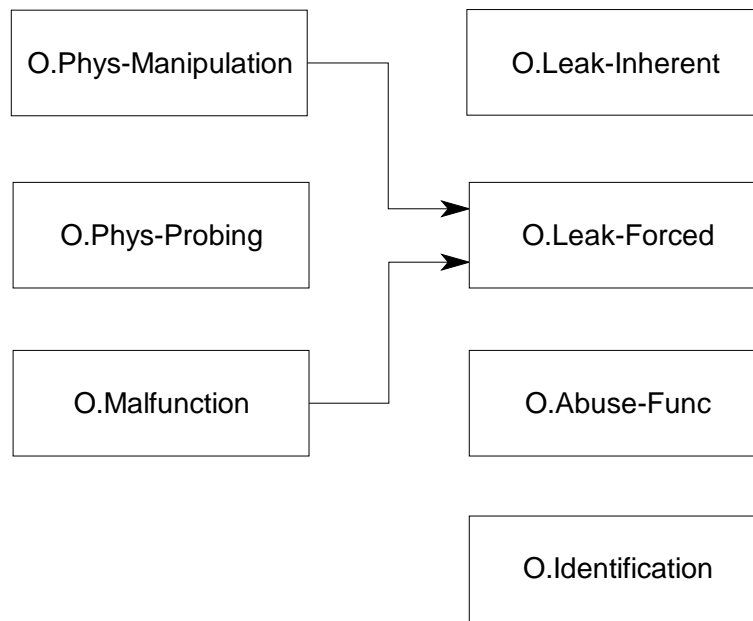 O.Phys-Manipulation
O.Leak-Inherent
O.Phys-Probing
O.Leak-Forced
O.Malfunction
O.Abuse-Func
O.Identification